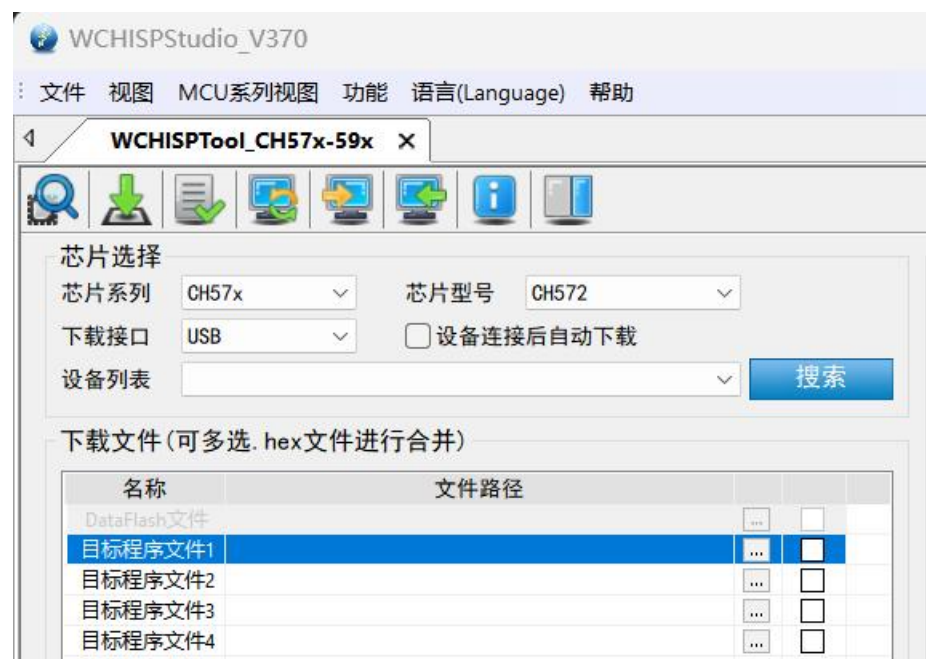 WCHISPStudio_V370
文件 视图 MCU系列视图 功能 语言(Language) 帮助
WCHISPTool_CH57x-59x ×
芯片选择
芯片系列 CH57x 芯片型号 CH572
下载接口 USB 设备连接后自动下载
设备列表 搜索
下载文件(可多选.hex文件进行合并)
名称 文件路径
DataFlash文件 ...
目标程序文件1 ...
目标程序文件2 ...
目标程序文件3 ...
目标程序文件4 ...